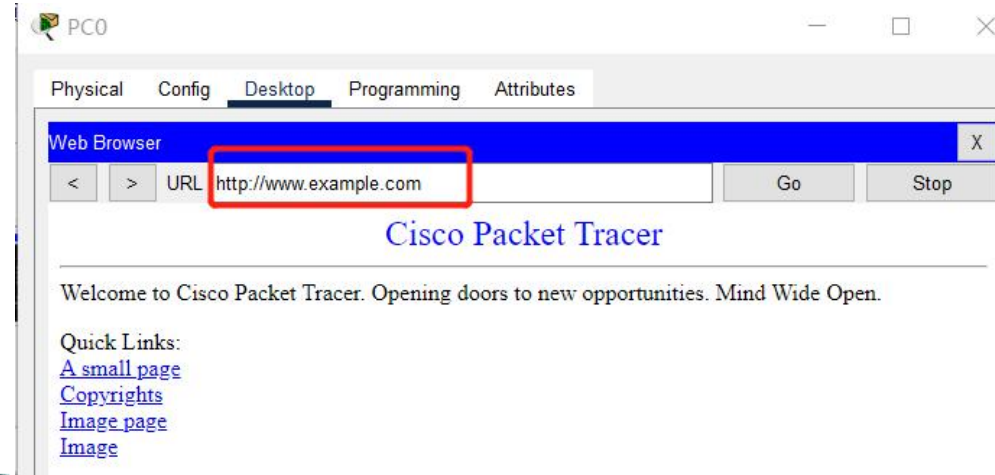 PC0
Physical Config Desktop Programming Attributes
Web Browser X
< > URL http://www.example.com Go Stop
Cisco Packet Tracer
Welcome to Cisco Packet Tracer. Opening doors to new opportunities. Mind Wide Open.
Quick Links:
A small page
Copyrights
Image page
Image